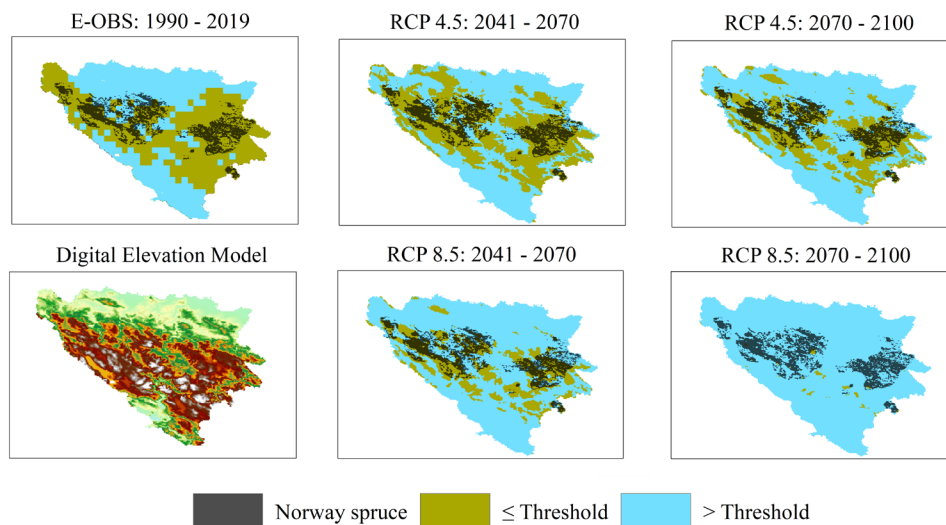 E-OBS: 1990 - 2019
RCP 4.5: 2041 - 2070
RCP 4.5: 2070 - 2100
Digital Elevation Model
RCP 8.5: 2041 - 2070
RCP 8.5: 2070 - 2100
Norway spruce
≤ Threshold
> Threshold